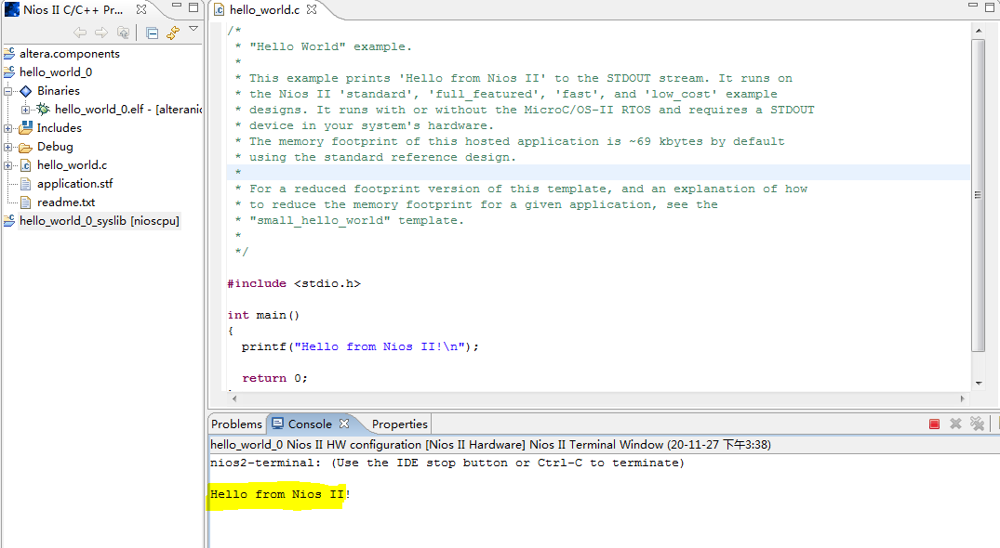 Nios II C/C++ Pr...
altera.components
hello_world_0
Binaries
hello_world_0.elf - [alteranic
Includes
Debug
hello_world.c
application.stf
readme.txt
hello_world_0_syslib [nioscpu]
hello_world.c
/*
 * "Hello World" example.
 *
 * This example prints 'Hello from Nios II' to the STDOUT stream. It runs on
 * the Nios II 'standard', 'full_featured', 'fast', and 'low_cost' example
 * designs. It runs with or without the MicroC/OS-II RTOS and requires a STDOUT
 * device in your system's hardware.
 * The memory footprint of this hosted application is ~69 kbytes by default
 * using the standard reference design.
 *
 * For a reduced footprint version of this template, and an explanation of how
 * to reduce the memory footprint for a given application, see the
 * "small_hello_world" template.
 *
 */
#include <stdio.h>
int main()
{
  printf("Hello from Nios II!\n");
  return 0;
Problems Console Properties
hello_world_0 Nios II HW configuration [Nios II Hardware] Nios II Terminal Window (20-11-27 下午3:38)
nios2-terminal: (Use the IDE stop button or Ctrl-C to terminate)
Hello from Nios II!